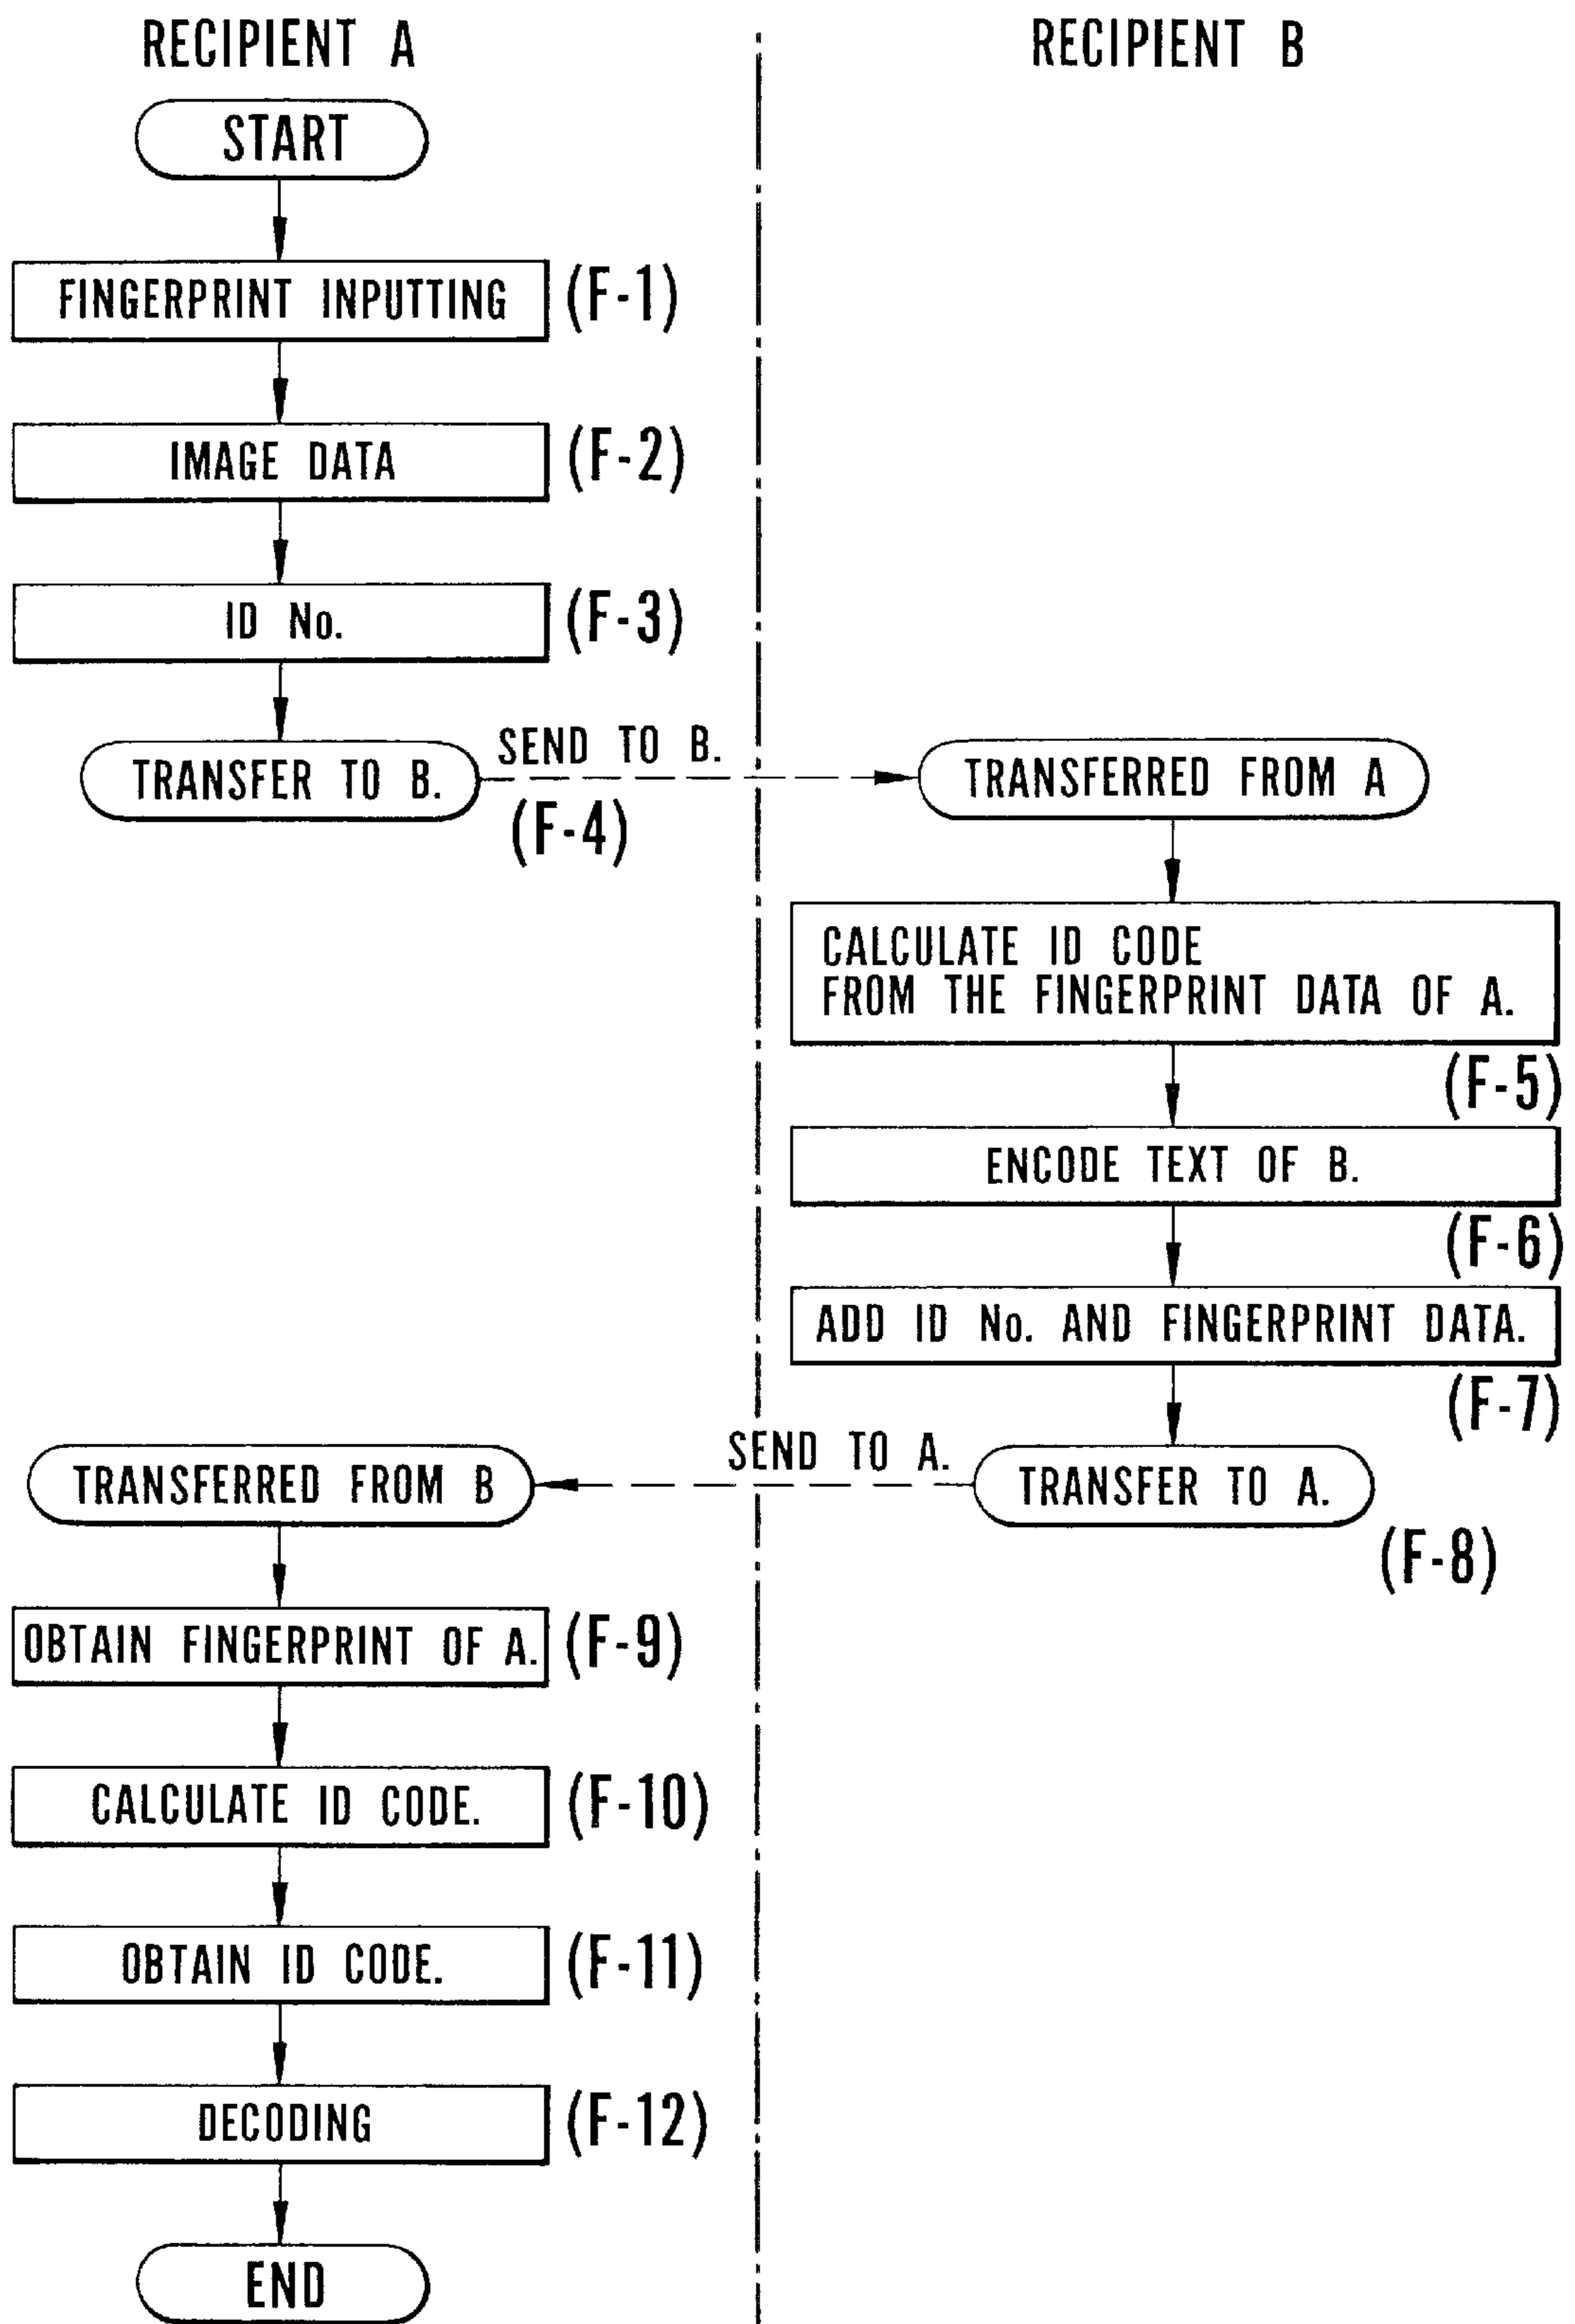 RECIPIENT A
RECIPIENT B
START
FINGERPRINT INPUTTING
(F-1)
IMAGE DATA
(F-2)
ID No.
(F-3)
TRANSFER TO B.
SEND TO B.
(F-4)
TRANSFERRED FROM A
CALCULATE ID CODE
FROM THE FINGERPRINT DATA OF A.
(F-5)
ENCODE TEXT OF B.
(F-6)
ADD ID No. AND FINGERPRINT DATA.
(F-7)
TRANSFER TO A.
(F-8)
SEND TO A.
TRANSFERRED FROM B
OBTAIN FINGERPRINT OF A.
(F-9)
CALCULATE ID CODE.
(F-10)
OBTAIN ID CODE.
(F-11)
DECODING
(F-12)
END